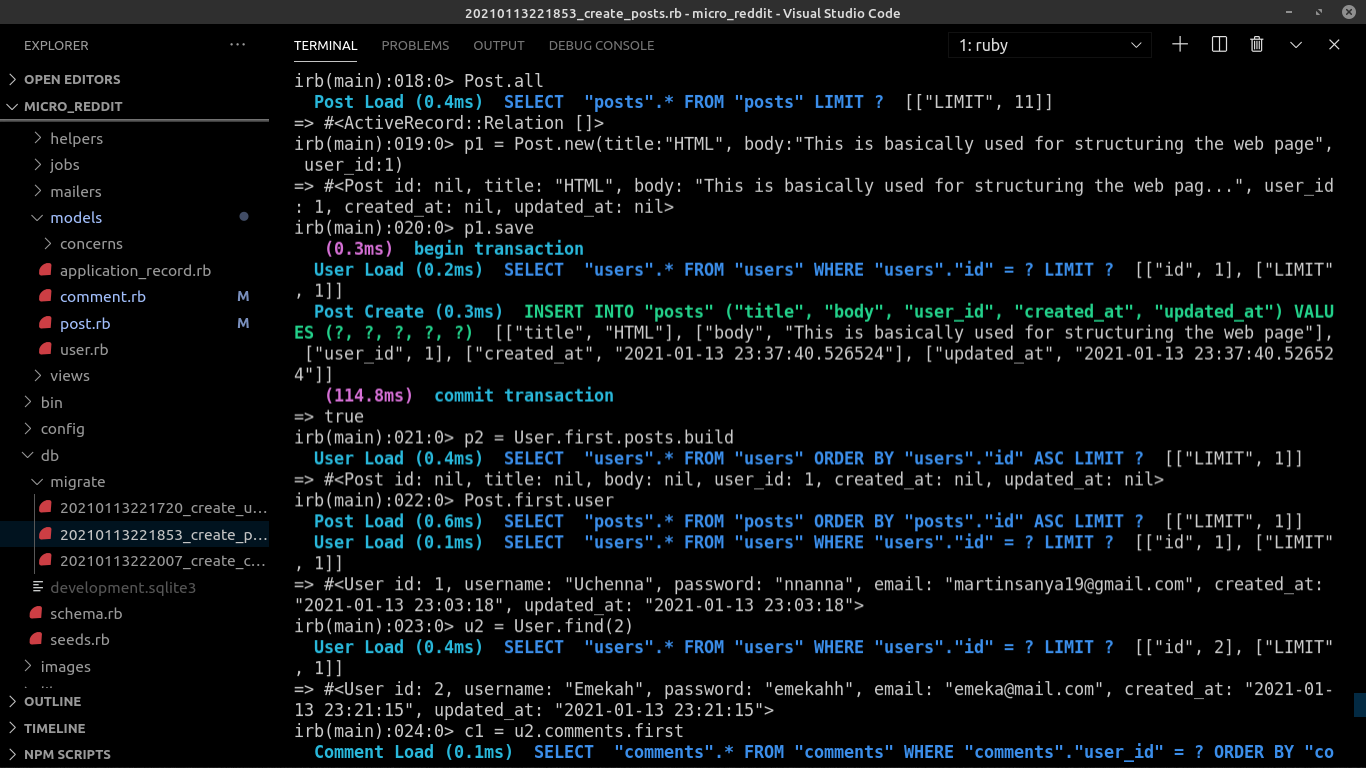 20210113221853_create_posts.rb - micro_reddit - Visual Studio Code
EXPLORER
OPEN EDITORS
MICRO_REDDIT
helpers
jobs
mailers
models
concerns
application_record.rb
comment.rb M
post.rb M
user.rb
views
bin
config
db
migrate
20210113221720_create_u...
20210113221853_create_p...
20210113222007_create_c...
development.sqlite3
schema.rb
seeds.rb
images
OUTLINE
TIMELINE
NPM SCRIPTS
TERMINAL PROBLEMS OUTPUT DEBUG CONSOLE 1: ruby
irb(main):018:0> Post.all
Post Load (0.4ms) SELECT "posts".* FROM "posts" LIMIT ? [["LIMIT", 11]]
=> #<ActiveRecord::Relation []>
irb(main):019:0> p1 = Post.new(title:"HTML", body:"This is basically used for structuring the web page",
user_id:1)
=> #<Post id: nil, title: "HTML", body: "This is basically used for structuring the web pag...", user_id
: 1, created_at: nil, updated_at: nil>
irb(main):020:0> p1.save
(0.3ms) begin transaction
User Load (0.2ms) SELECT "users".* FROM "users" WHERE "users"."id" = ? LIMIT ? [["id", 1], ["LIMIT"
, 1]]
Post Create (0.3ms) INSERT INTO "posts" ("title", "body", "user_id", "created_at", "updated_at") VALU
ES (?, ?, ?, ?, ?) [["title", "HTML"], ["body", "This is basically used for structuring the web page"],
["user_id", 1], ["created_at", "2021-01-13 23:37:40.526524"], ["updated_at", "2021-01-13 23:37:40.52652
4"]]
(114.8ms) commit transaction
=> true
irb(main):021:0> p2 = User.first.posts.build
User Load (0.4ms) SELECT "users".* FROM "users" ORDER BY "users"."id" ASC LIMIT ? [["LIMIT", 1]]
=> #<Post id: nil, title: nil, body: nil, user_id: 1, created_at: nil, updated_at: nil>
irb(main):022:0> Post.first.user
Post Load (0.6ms) SELECT "posts".* FROM "posts" ORDER BY "posts"."id" ASC LIMIT ? [["LIMIT", 1]]
User Load (0.1ms) SELECT "users".* FROM "users" WHERE "users"."id" = ? LIMIT ? [["id", 1], ["LIMIT"
, 1]]
=> #<User id: 1, username: "Uchenna", password: "nnanna", email: "martinsanya19@gmail.com", created_at:
"2021-01-13 23:03:18", updated_at: "2021-01-13 23:03:18">
irb(main):023:0> u2 = User.find(2)
User Load (0.4ms) SELECT "users".* FROM "users" WHERE "users"."id" = ? LIMIT ? [["id", 2], ["LIMIT"
, 1]]
=> #<User id: 2, username: "Emekah", password: "emekahh", email: "emeka@mail.com", created_at: "2021-01-
13 23:21:15", updated_at: "2021-01-13 23:21:15">
irb(main):024:0> c1 = u2.comments.first
Comment Load (0.1ms) SELECT "comments".* FROM "comments" WHERE "comments"."user_id" = ? ORDER BY "co